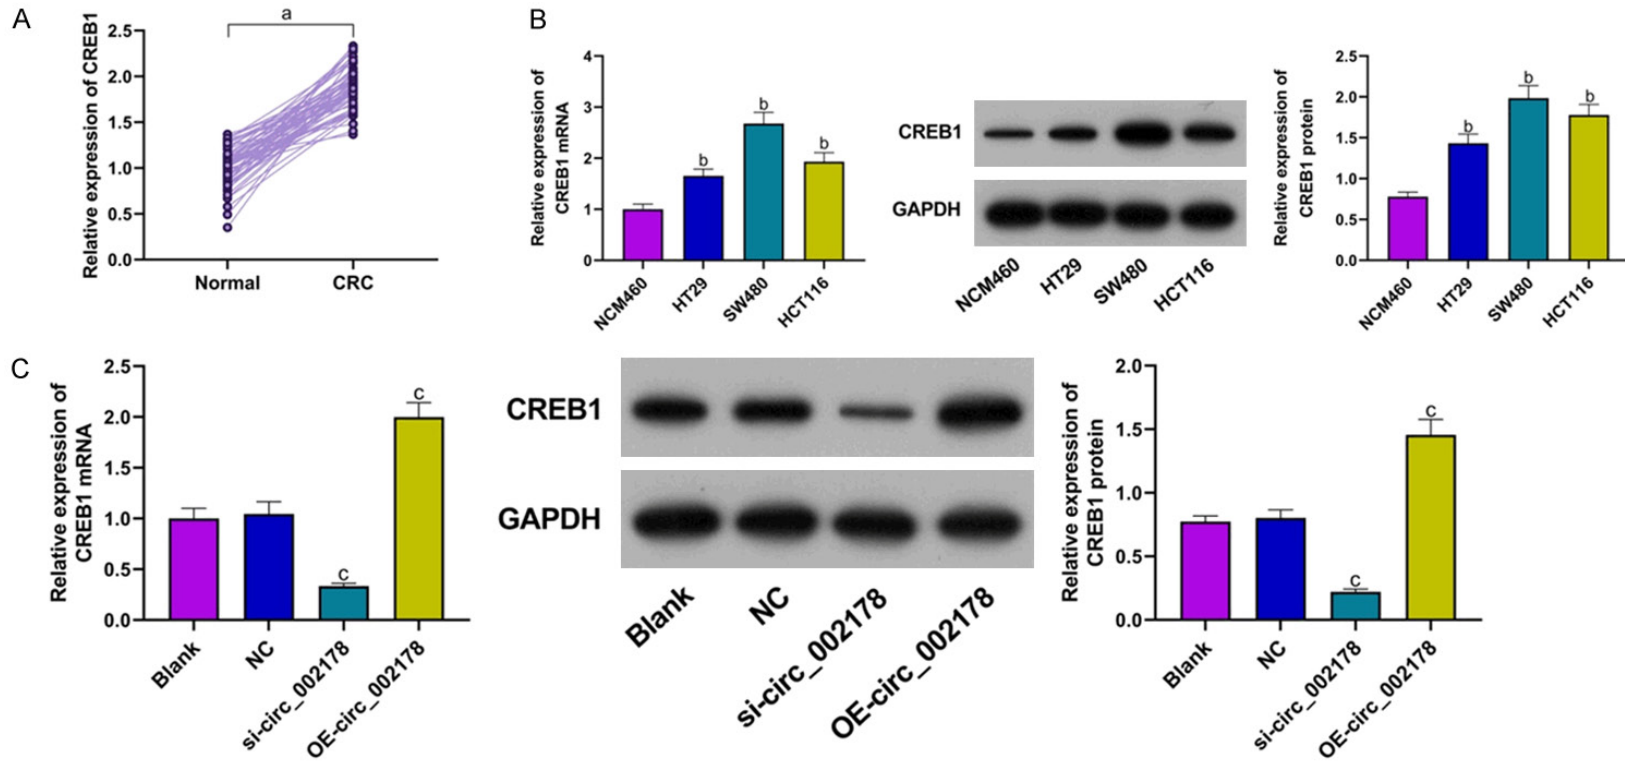 A
Relative expression of CREB1
2.5
2.0
1.5
1.0
0.5
0.0
a
Normal
CRC
B
Relative expression of
CREB1 mRNA
4
3
2
1
0
b
b
b
NCM460
HT29
SW480
HCT116
CREB1
GAPDH
NCM460
HT29
SW480
HCT116
Relative expression of
CREB1 protein
2.5
2.0
1.5
1.0
0.5
0.0
b
b
b
NCM460
HT29
SW480
HCT116
C
Relative expression of
CREB1 mRNA
2.5
2.0
1.5
1.0
0.5
0.0
c
c
Blank
NC
si-circ_002178
OE-circ_002178
CREB1
GAPDH
Blank
NC
si-circ_002178
OE-circ_002178
Relative expression of
CREB1 protein
2.0
1.5
1.0
0.5
0.0
c
c
Blank
NC
si-circ_002178
OE-circ_002178